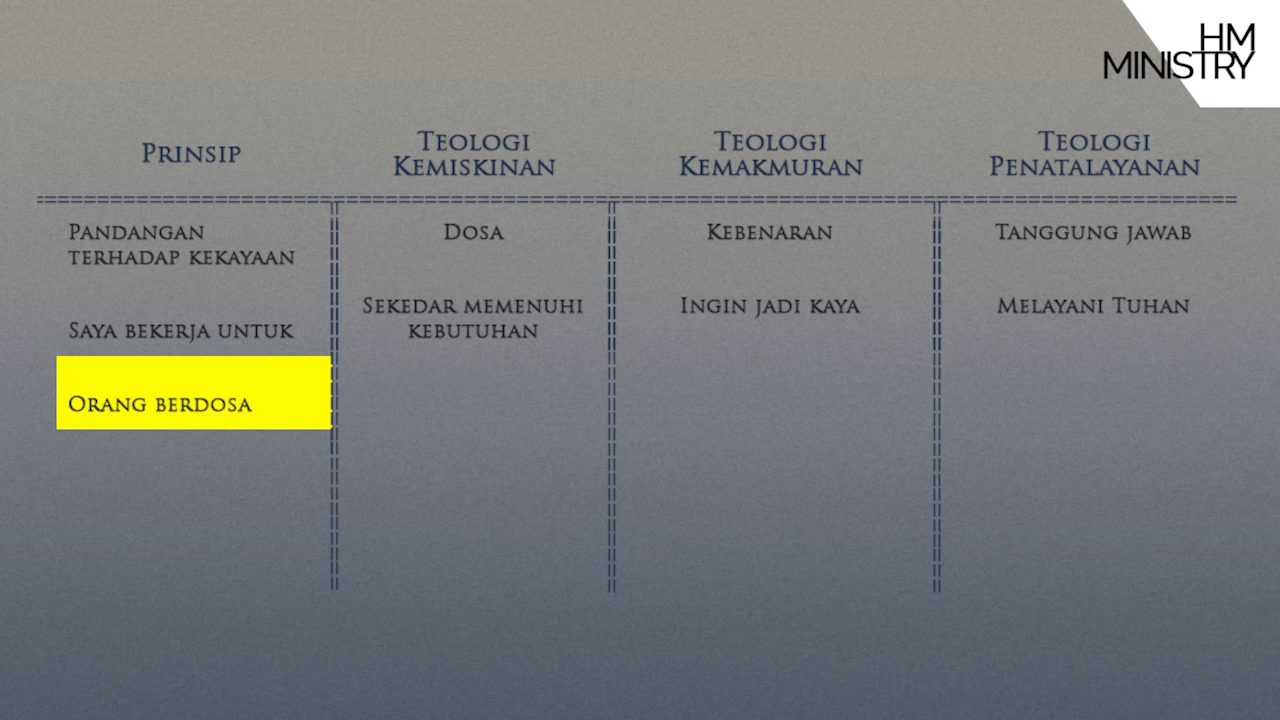 HM
MINISTRY
PRINSIP
TEOLOGI
KEMISKINAN
TEOLOGI
KEMAKMURAN
TEOLOGI
PENATALAYANAN
PANDANGAN
TERHADAP KEKAYAAN
DOSA
KEBENARAN
TANGGUNG JAWAB
SAYA BEKERJA UNTUK
SEKEDAR MEMENUHI
KEBUTUHAN
INGIN JADI KAYA
MELAYANI TUHAN
ORANG BERDOSA